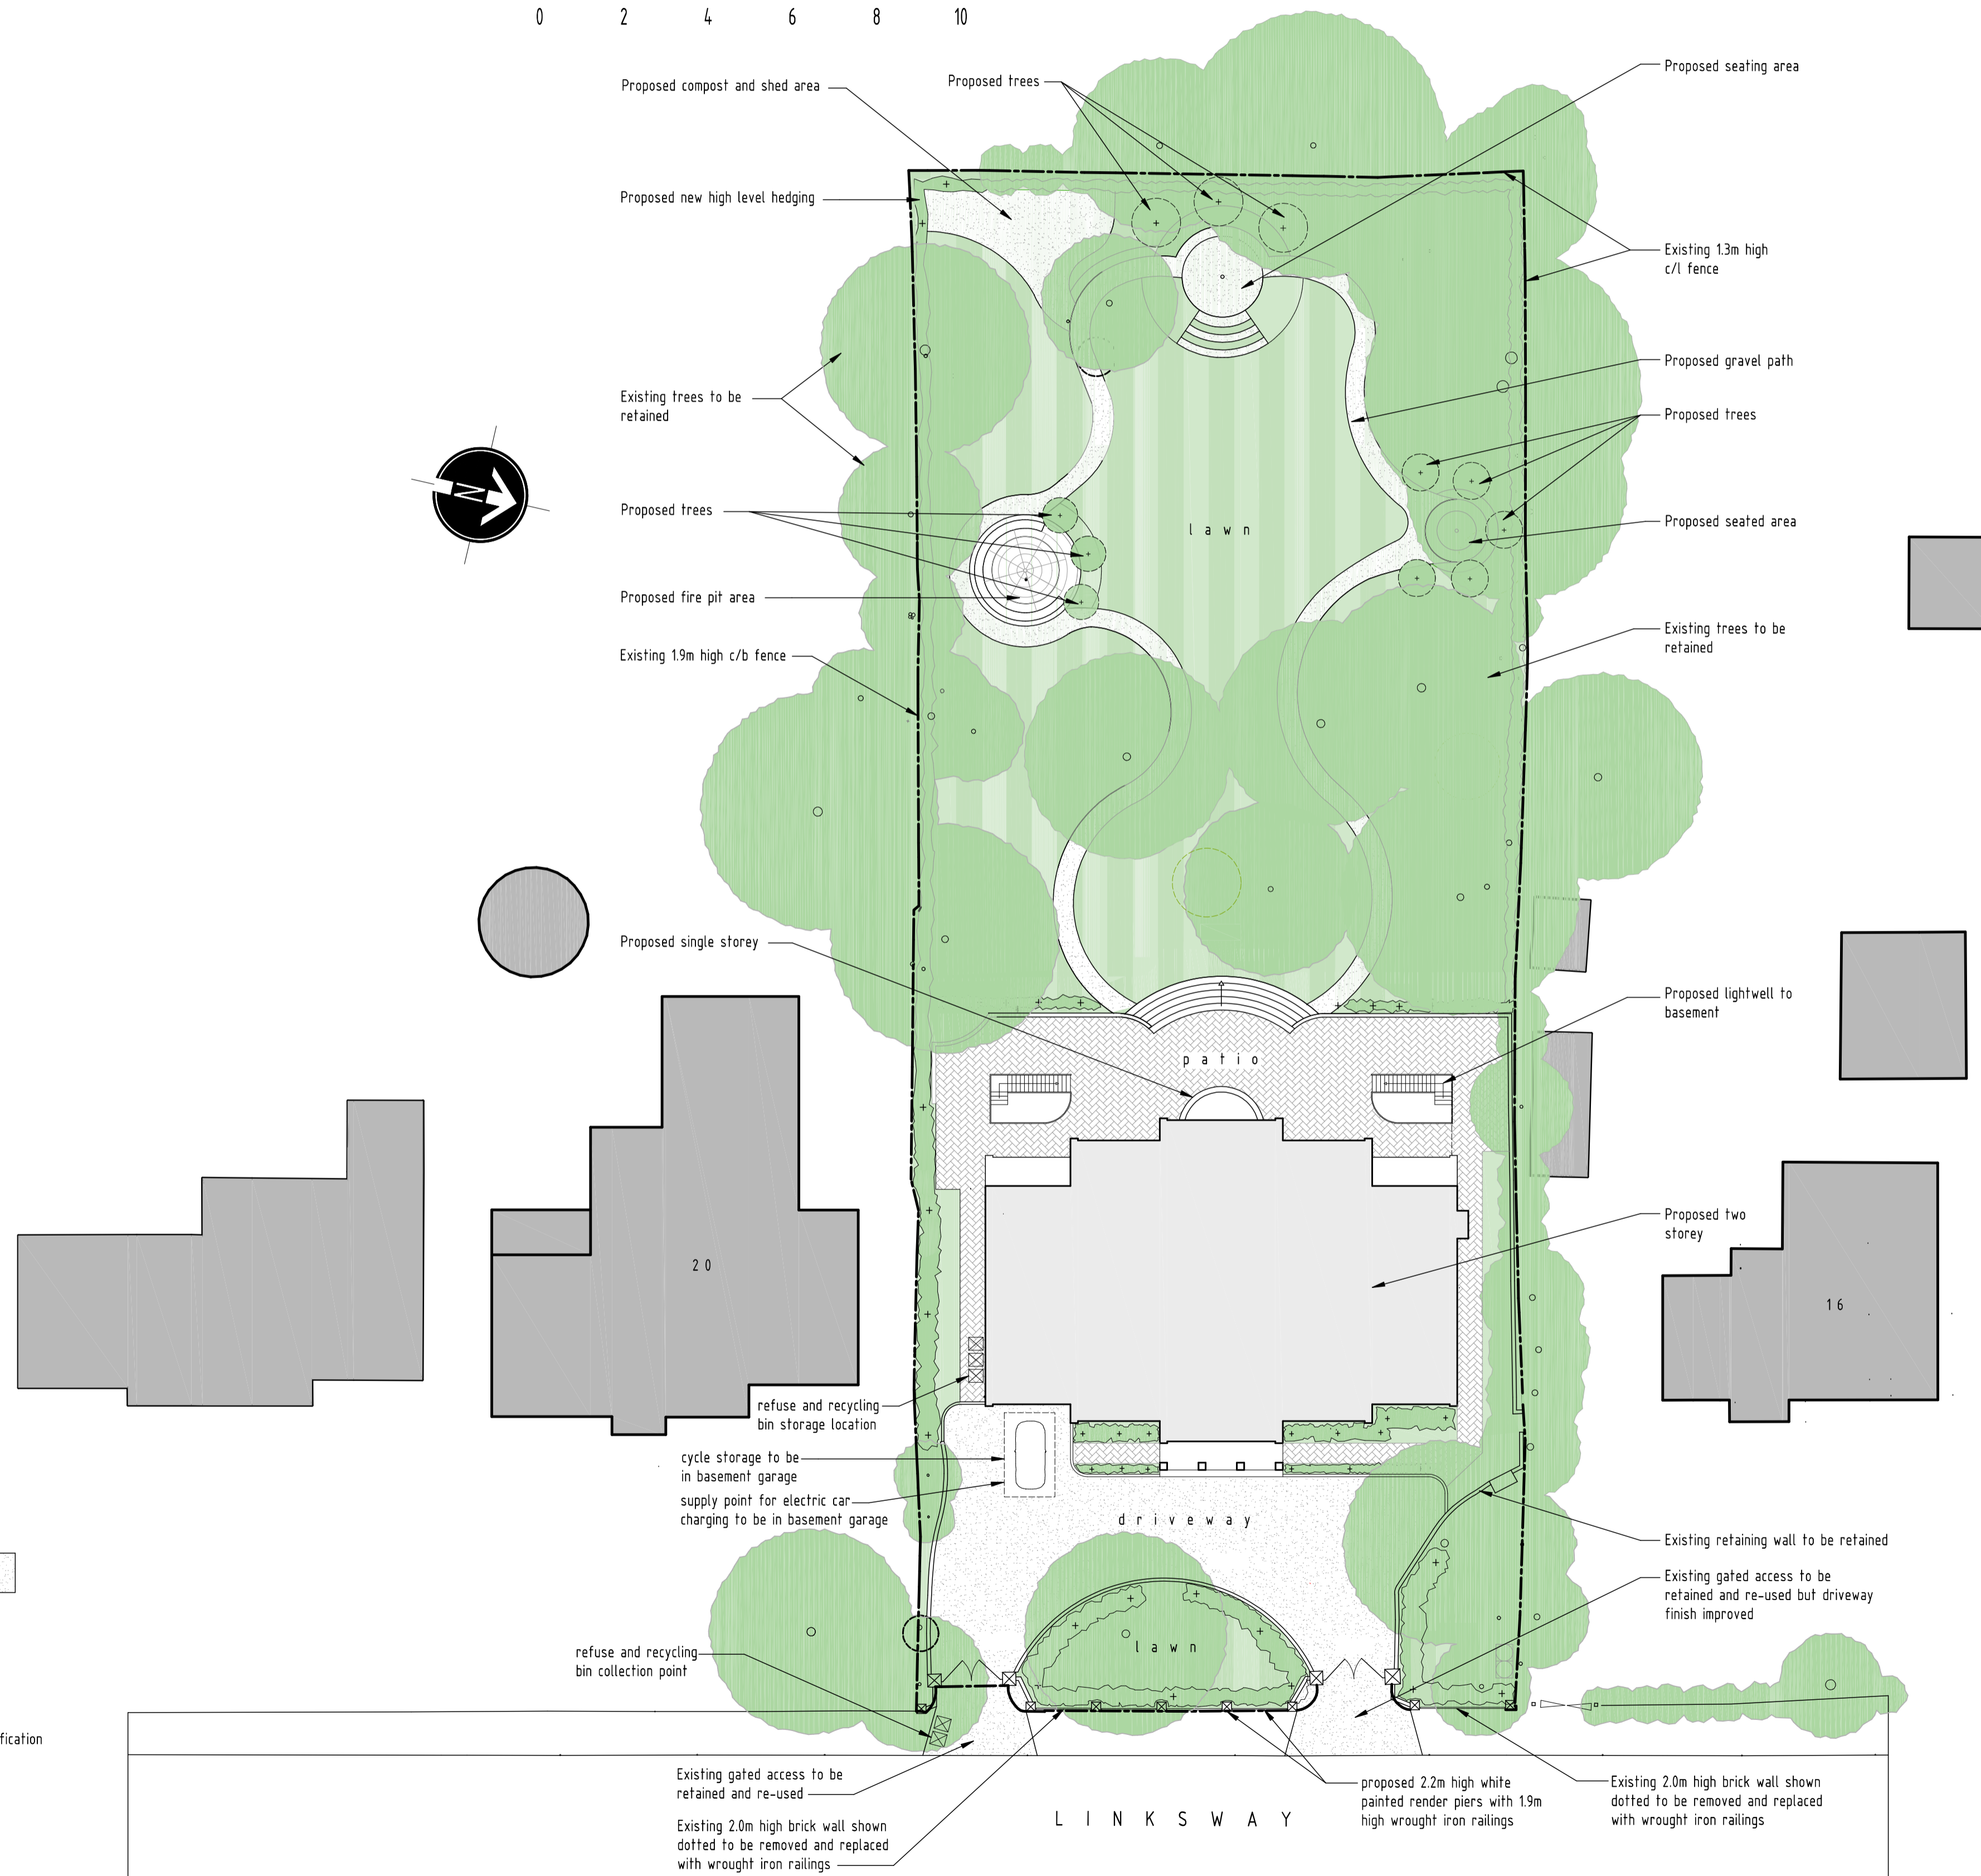 0 2 4 6 8 10
Proposed compost and shed area
Proposed trees
Proposed seating area
Proposed new high level hedging
Existing 1.3m high
c/l fence
Proposed gravel path
Existing trees to be
retained
Proposed trees
N
Proposed trees
lawn
Proposed seated area
Proposed fire pit area
Existing trees to be
retained
Existing 1.9m high c/b fence
Proposed single storey
Proposed lightwell to
basement
patio
Proposed two
storey
20
16
refuse and recycling
bin storage location
cycle storage to be
in basement garage
supply point for electric car
charging to be in basement garage
driveway
Existing retaining wall to be retained
Existing gated access to be
retained and re-used but driveway
finish improved
lawn
refuse and recycling
bin collection point
fication
Existing gated access to be
retained and re-used
proposed 2.2m high white
painted render piers with 1.9m
high wrought iron railings
Existing 2.0m high brick wall shown
dotted to be removed and replaced
with wrought iron railings
LINKSWAY
Existing 2.0m high brick wall shown
dotted to be removed and replaced
with wrought iron railings